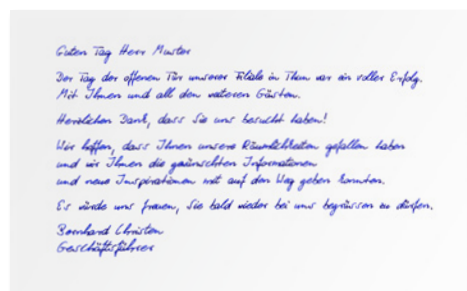 Guten Tag Herr Muster
Der Tag der offenen Tür unserer Filiale in Thun war ein voller Erfolg.
Mit Ihnen und all den weiteren Gästen.
Herzlichen Dank, dass Sie uns besucht haben!
Wir hoffen, dass Ihnen unsere Räumlichkeiten gefallen haben
und wir Ihnen die gewünschten Informationen
und neue Inspirationen mit auf den Weg geben konnten.
Es würde uns freuen, Sie bald wieder bei uns begrüssen zu dürfen.
Bernhard Christen
Geschäftsführer